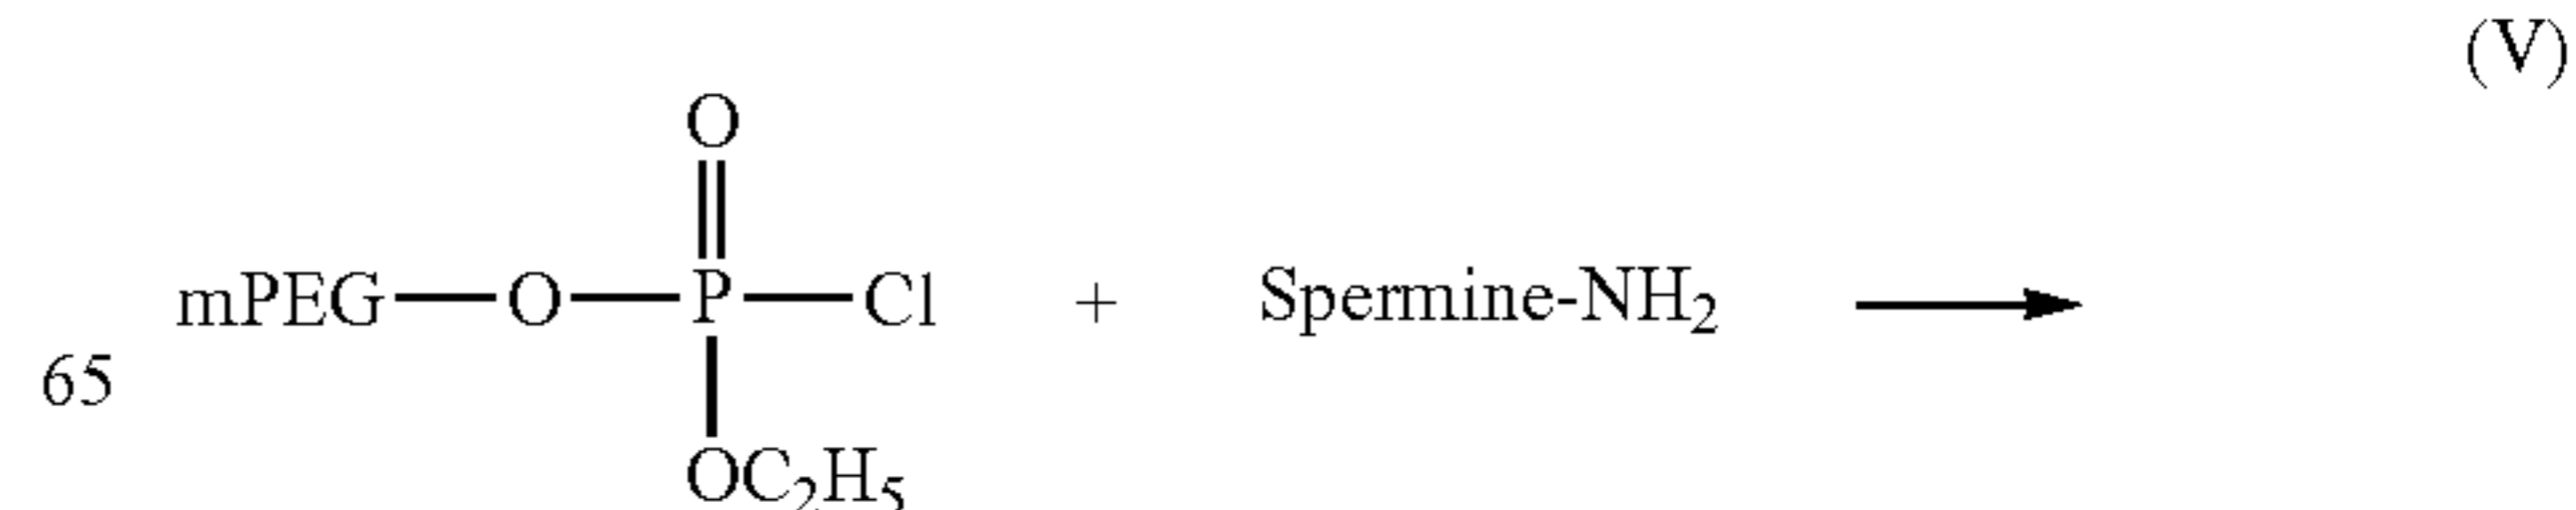 (V)
O
mPEG—O—P—Cl + Spermine-NH₂ ⟶
65
OC₂H₅